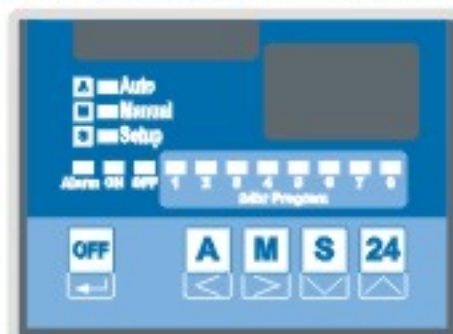 A Auto
M Manual
S Setup
Alarm ON OFF 1 2 3 4 5 6 7 8
OFF A M S 24